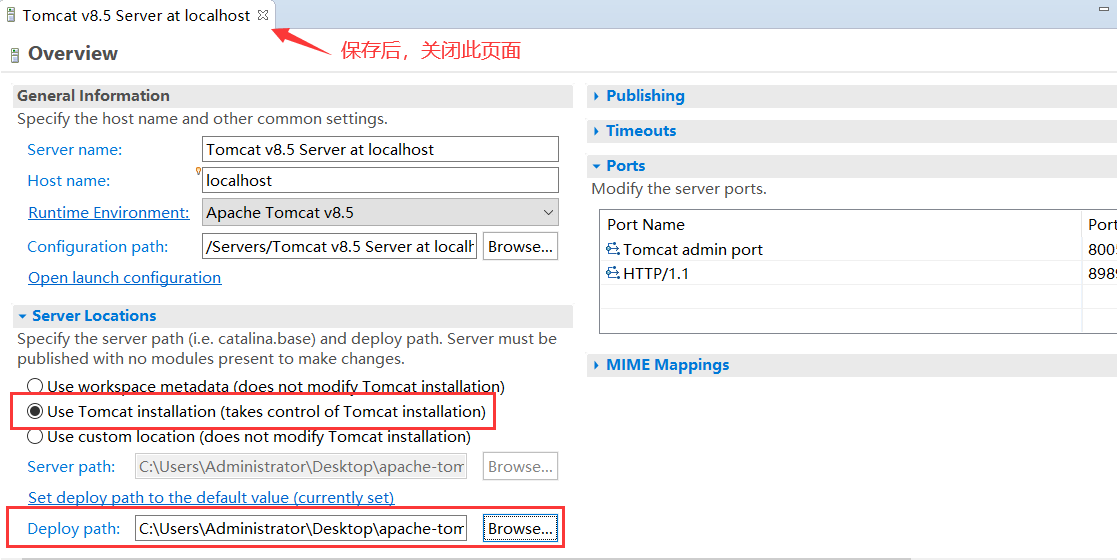 Tomcat v8.5 Server at localhost
保存后，关闭此页面
Overview
General Information
Specify the host name and other common settings.
Server name: Tomcat v8.5 Server at localhost
Host name: localhost
Runtime Environment: Apache Tomcat v8.5
Configuration path: /Servers/Tomcat v8.5 Server at localh Browse...
Open launch configuration
Server Locations
Specify the server path (i.e. catalina.base) and deploy path. Server must be
published with no modules present to make changes.
Use workspace metadata (does not modify Tomcat installation)
Use Tomcat installation (takes control of Tomcat installation)
Use custom location (does not modify Tomcat installation)
Server path: C:\Users\Administrator\Desktop\apache-tom Browse...
Set deploy path to the default value (currently set)
Deploy path: C:\Users\Administrator\Desktop\apache-tom Browse...
Publishing
Timeouts
Ports
Modify the server ports.
Port Name Port
Tomcat admin port 8005
HTTP/1.1 8989
MIME Mappings